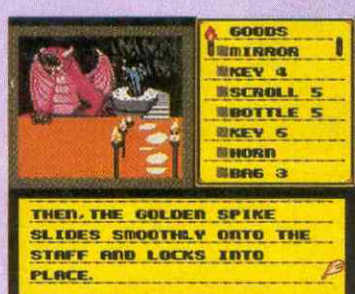 GOODS
MIRROR
KEY 4
SCROLL 5
BOTTLE 5
KEY 6
HORN
BAG 3
THEN, THE GOLDEN SPIKE
SLIDES SMOOTHLY ONTO THE
STAFF AND LOCKS INTO
PLACE.